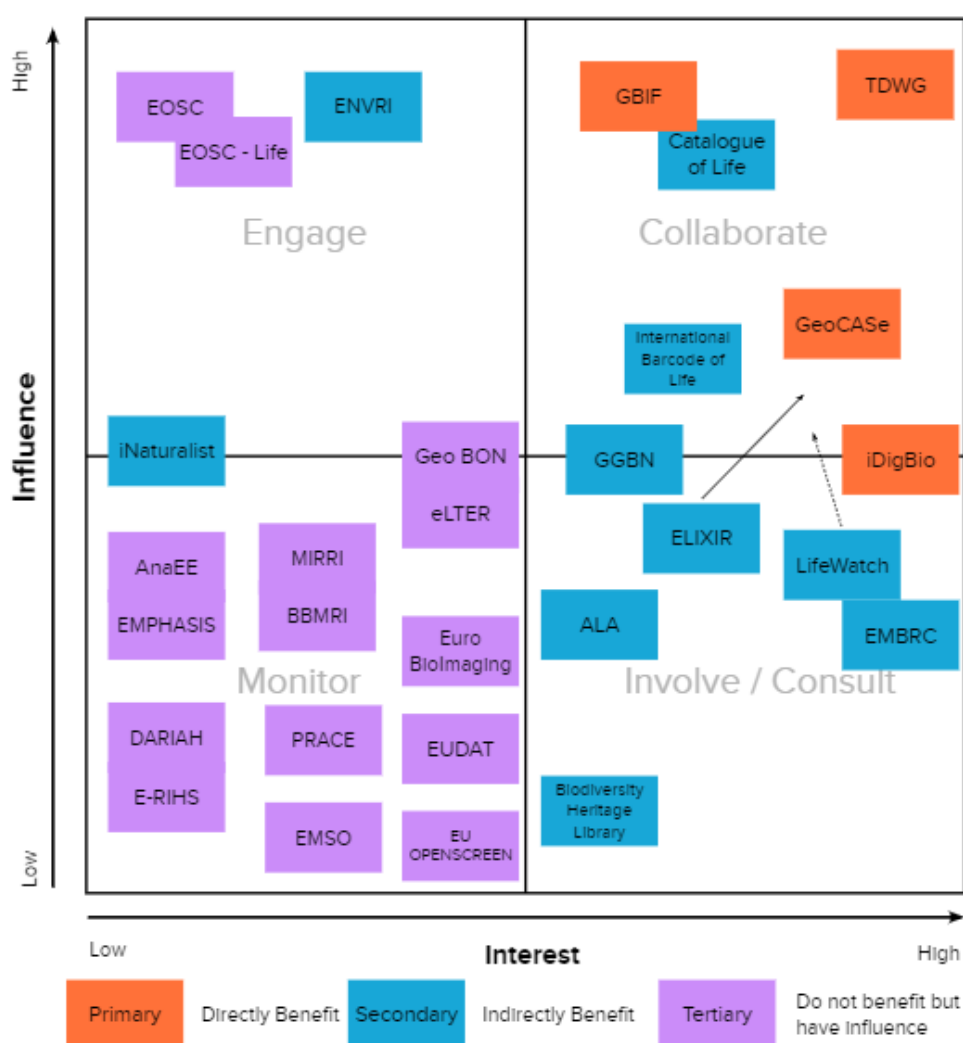 High
EOSC
EOSC - Life
ENVRI
GBIF
TDWG
Catalogue
of Life
Engage
Collaborate
GeoCASe
International
Barcode of
Life
Influence
iNaturalist
Geo BON
eLTER
GGBN
iDigBio
ELIXIR
LifeWatch
EMBRC
AnaEE
EMPHASIS
MIRRI
BBMRI
ALA
Euro
BioImaging
Monitor
Involve / Consult
DARIAH
E-RIHS
PRACE
EUDAT
EMSO
EU
OPENSCREEN
Biodiversity
Heritage
Library
Low
Low
Interest
High
Primary
Directly Benefit
Secondary
Indirectly Benefit
Tertiary
Do not benefit but
have influence